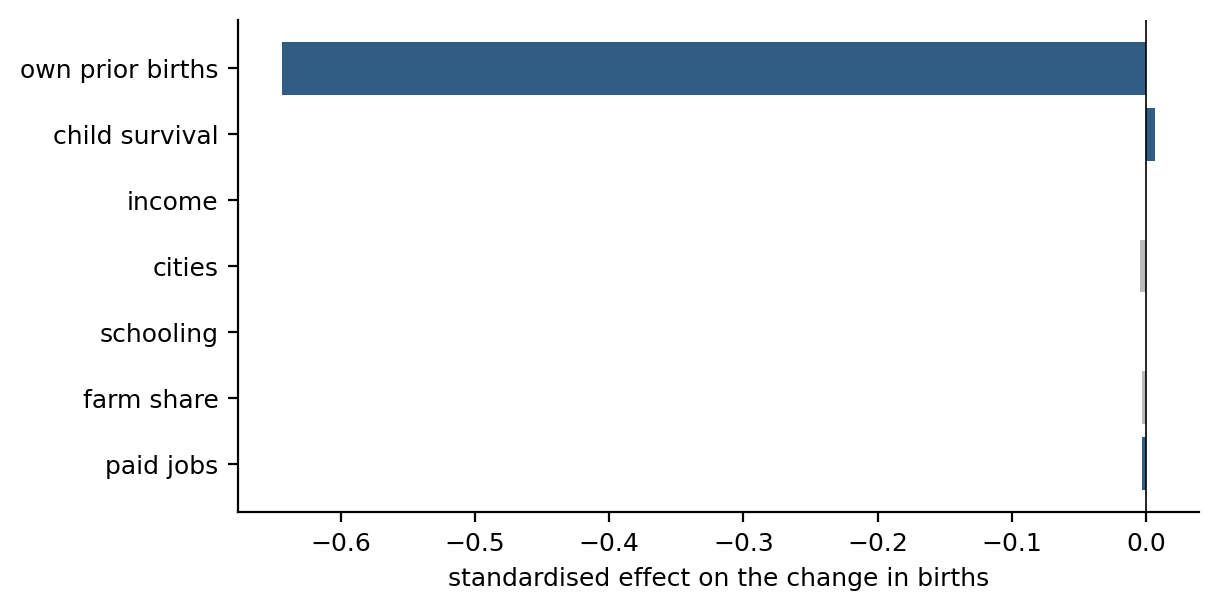 own prior births
child survival
income
cities
schooling
farm share
paid jobs
−0.6 −0.5 −0.4 −0.3 −0.2 −0.1 0.0
standardised effect on the change in births